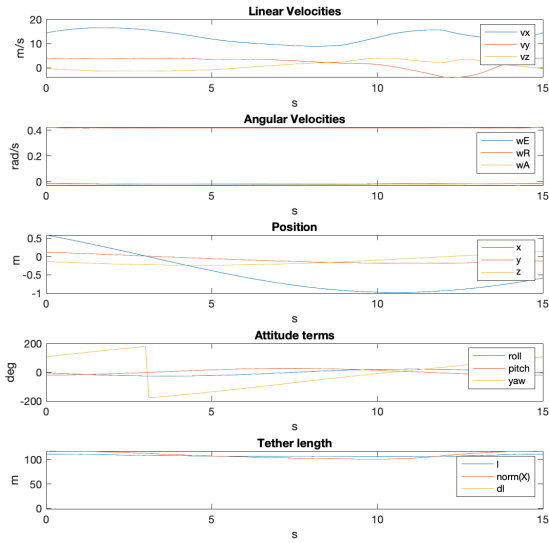 Linear Velocities
m/s
10
0
vx
vy
vz
0
5
10
15
s
Angular Velocities
rad/s
0.4
0.2
0
wE
wR
wA
0
5
10
15
s
Position
m
0.5
0
-0.5
-1
x
y
z
0
5
10
15
s
Attitude terms
deg
200
0
-200
roll
pitch
yaw
0
5
10
15
s
Tether length
m
100
50
0
l
norm(X)
dl
0
5
10
15
s